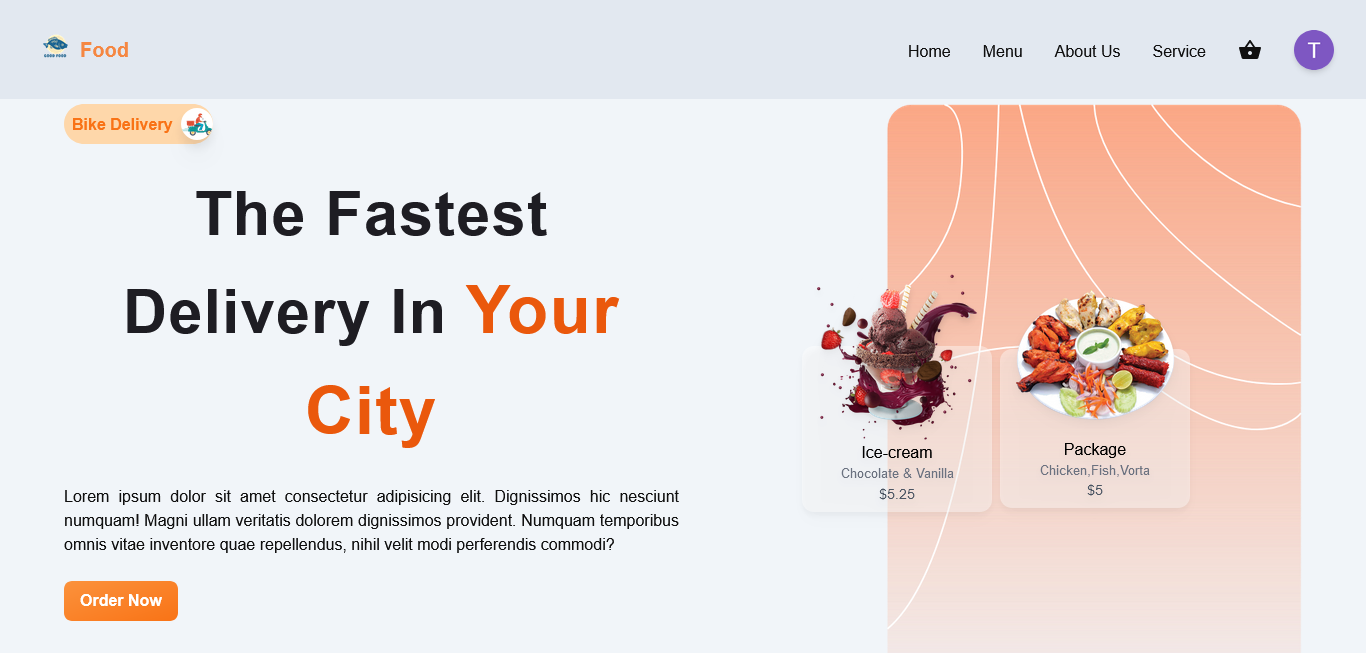 Food
Home Menu About Us Service T
Bike Delivery
The Fastest
Delivery In Your
City
Lorem ipsum dolor sit amet consectetur adipisicing elit. Dignissimos hic nesciunt
numquam! Magni ullam veritatis dolorem dignissimos provident. Numquam temporibus
omnis vitae inventore quae repellendus, nihil velit modi perferendis commodi?
Order Now
Ice-cream
Chocolate & Vanilla
$5.25
Package
Chicken,Fish,Vorta
$5